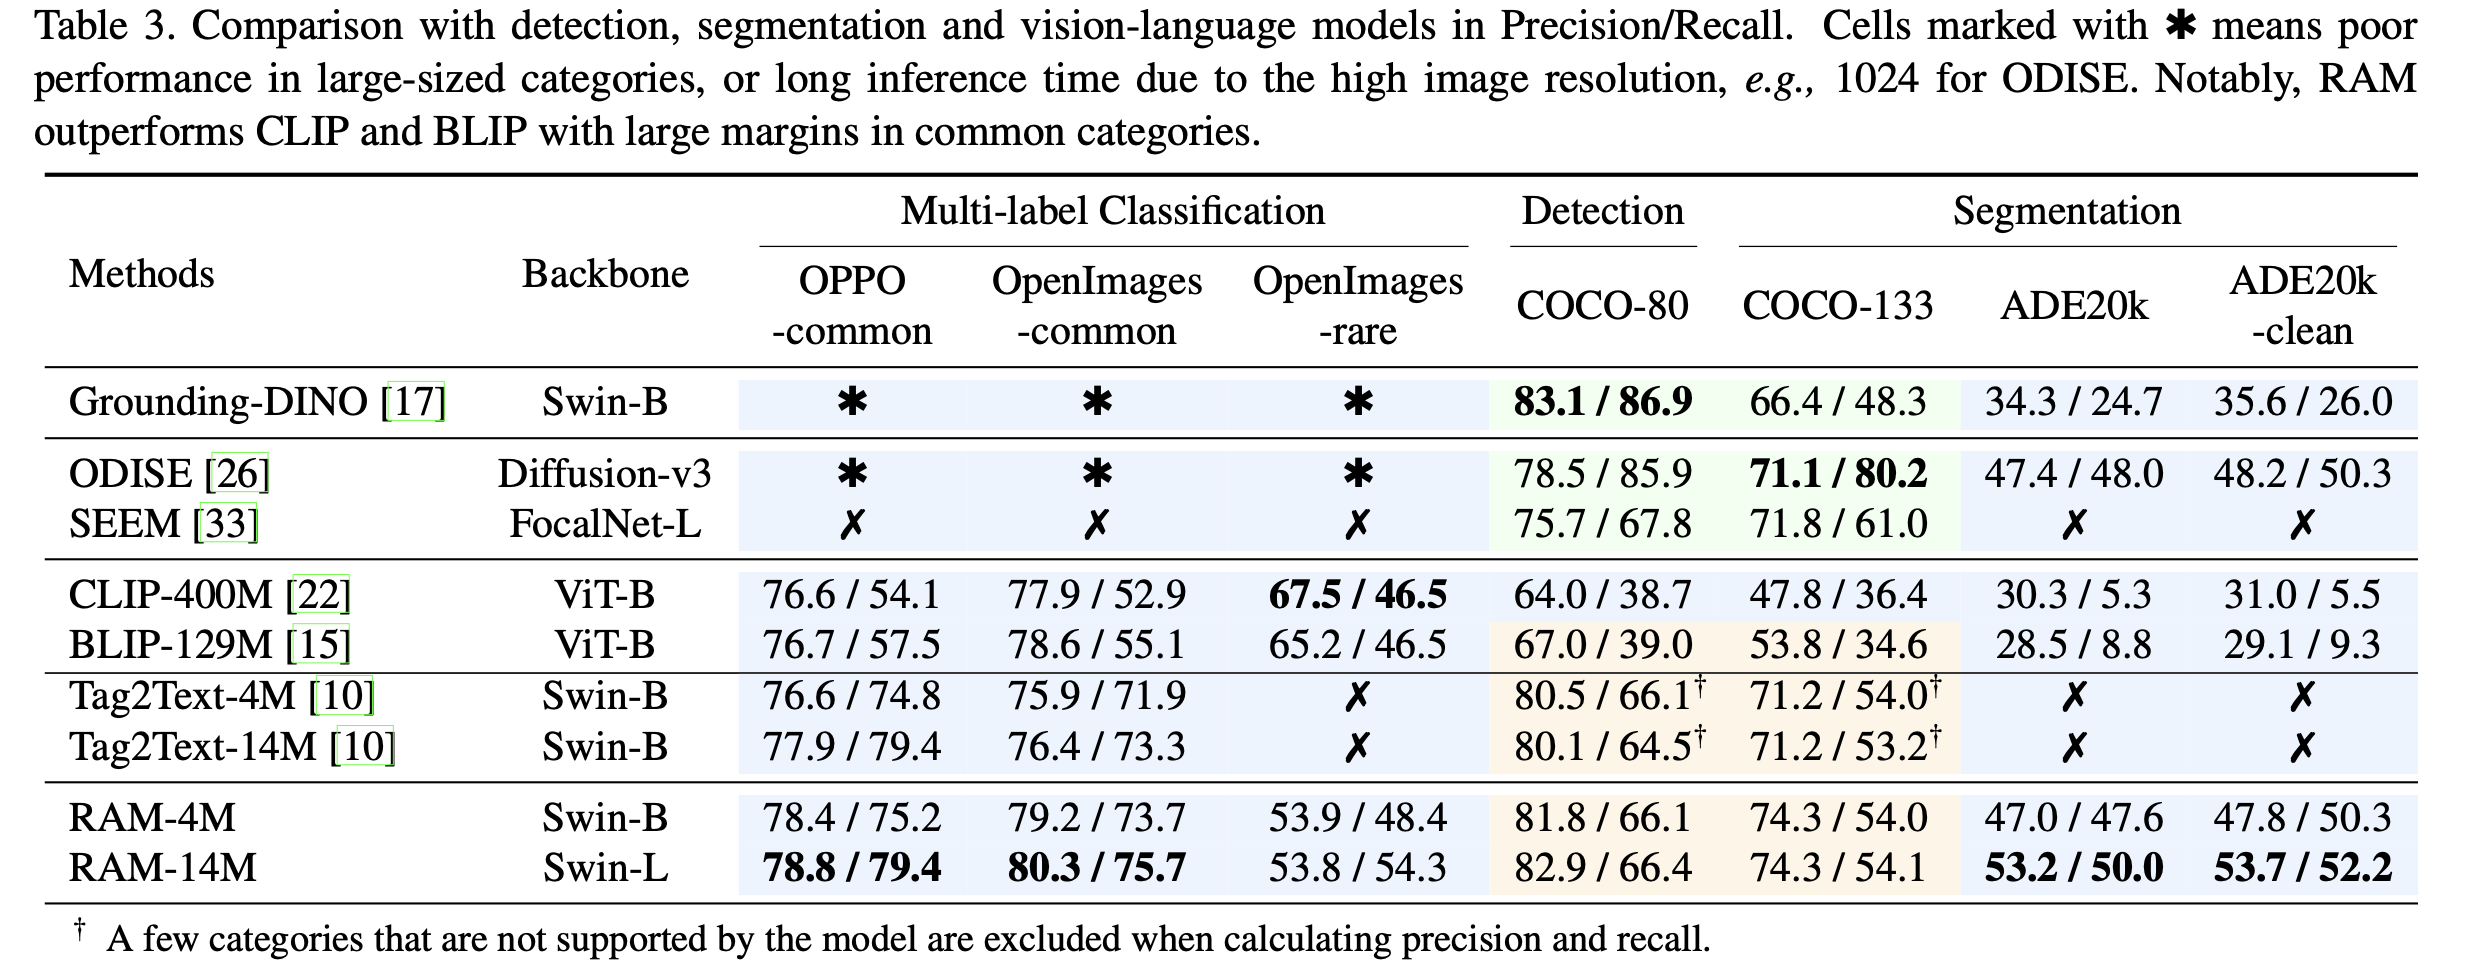 Table 3. Comparison with detection, segmentation and vision-language models in Precision/Recall. Cells marked with ✱ means poor
performance in large-sized categories, or long inference time due to the high image resolution, e.g., 1024 for ODISE. Notably, RAM
outperforms CLIP and BLIP with large margins in common categories.
Multi-label Classification Detection Segmentation
Methods Backbone
OPPO -common OpenImages -common OpenImages -rare COCO-80 COCO-133 ADE20k ADE20k -clean
Grounding-DINO [17] Swin-B ✱ ✱ ✱ 83.1 / 86.9 66.4 / 48.3 34.3 / 24.7 35.6 / 26.0
ODISE [26] Diffusion-v3 ✱ ✱ ✱ 78.5 / 85.9 71.1 / 80.2 47.4 / 48.0 48.2 / 50.3
SEEM [33] FocalNet-L ✗ ✗ ✗ 75.7 / 67.8 71.8 / 61.0 ✗ ✗
CLIP-400M [22] ViT-B 76.6 / 54.1 77.9 / 52.9 67.5 / 46.5 64.0 / 38.7 47.8 / 36.4 30.3 / 5.3 31.0 / 5.5
BLIP-129M [15] ViT-B 76.7 / 57.5 78.6 / 55.1 65.2 / 46.5 67.0 / 39.0 53.8 / 34.6 28.5 / 8.8 29.1 / 9.3
Tag2Text-4M [10] Swin-B 76.6 / 74.8 75.9 / 71.9 ✗ 80.5 / 66.1† 71.2 / 54.0† ✗ ✗
Tag2Text-14M [10] Swin-B 77.9 / 79.4 76.4 / 73.3 ✗ 80.1 / 64.5† 71.2 / 53.2† ✗ ✗
RAM-4M Swin-B 78.4 / 75.2 79.2 / 73.7 53.9 / 48.4 81.8 / 66.1 74.3 / 54.0 47.0 / 47.6 47.8 / 50.3
RAM-14M Swin-L 78.8 / 79.4 80.3 / 75.7 53.8 / 54.3 82.9 / 66.4 74.3 / 54.1 53.2 / 50.0 53.7 / 52.2
† A few categories that are not supported by the model are excluded when calculating precision and recall.